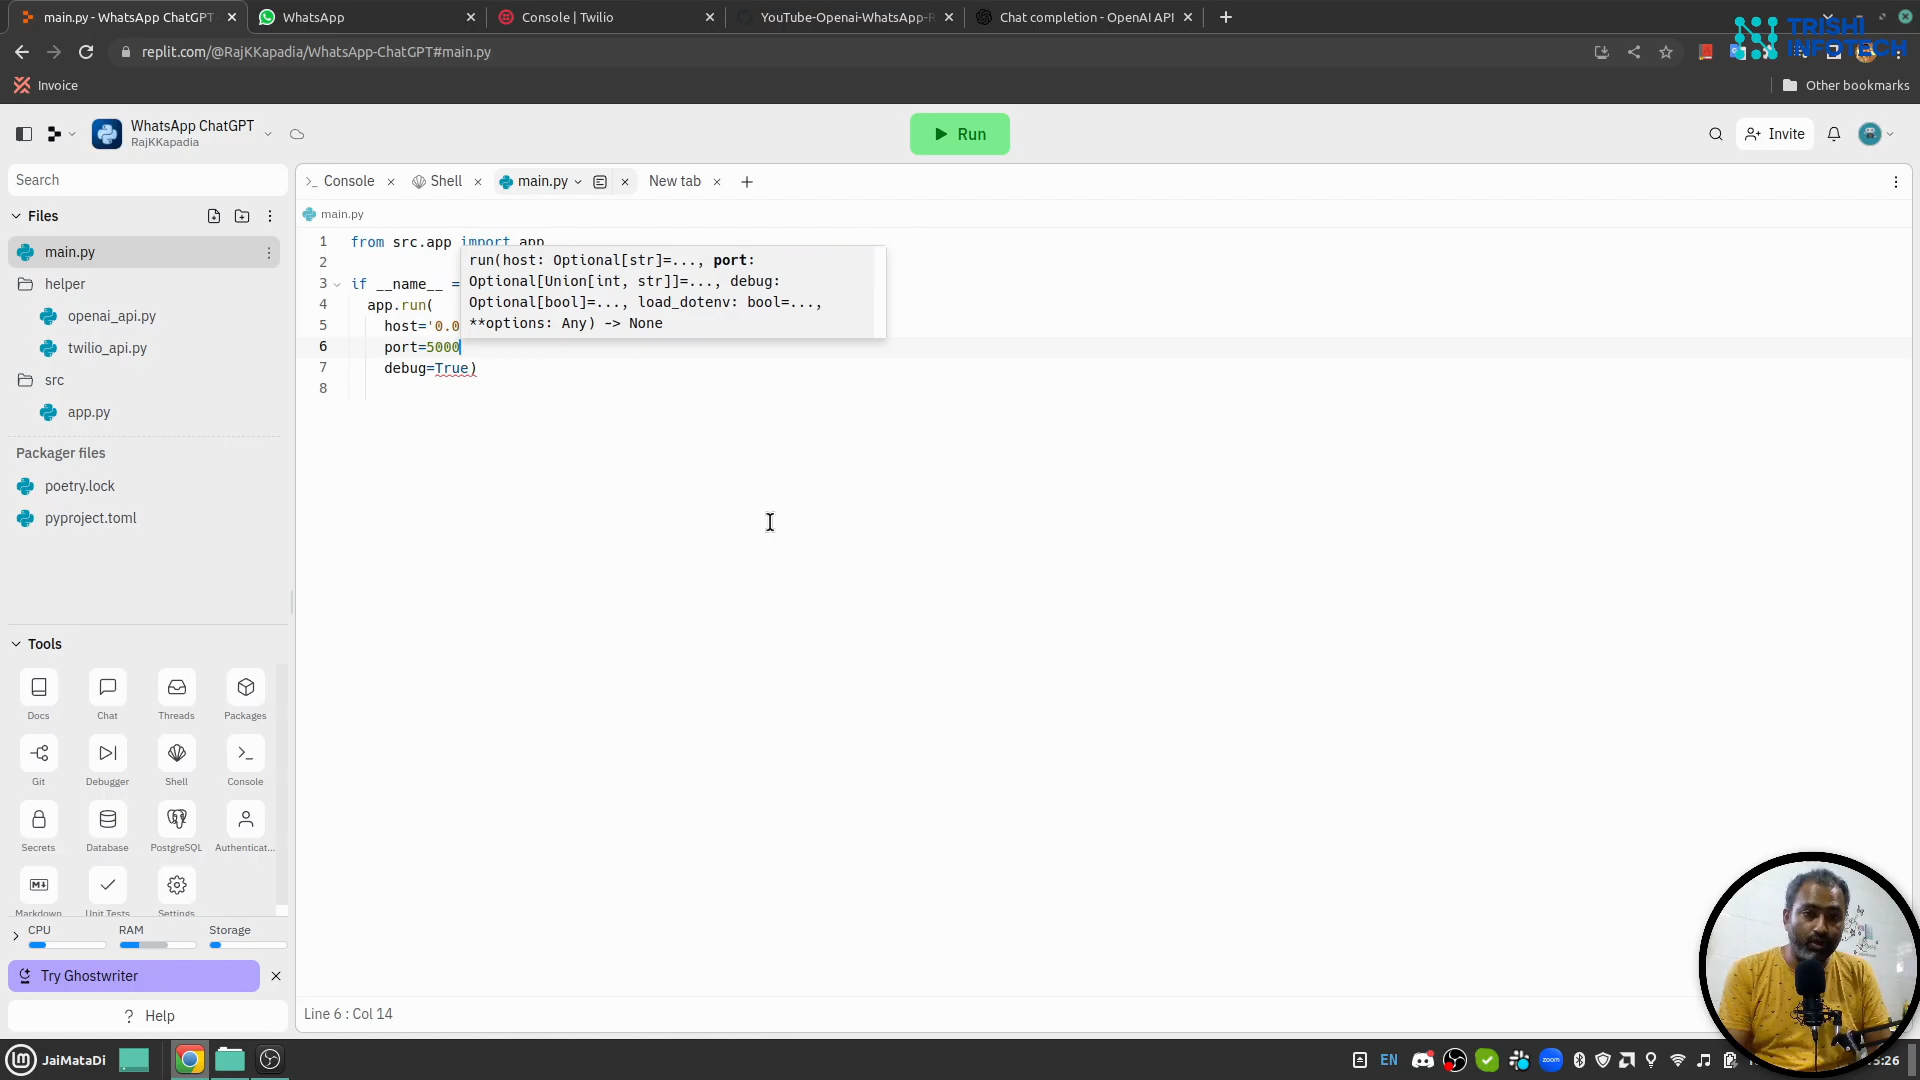 main.py - WhatsApp ChatGPT
WhatsApp
Console | Twilio
YouTube-Openai-WhatsApp-R
Chat completion - OpenAI API
TRISHI
INFOTECH
replit.com/@RajKKapadia/WhatsApp-ChatGPT#main.py
Invoice
Other bookmarks
WhatsApp ChatGPT
RajKKapadia
Run
Invite
Search
Console
Shell
main.py
New tab
Files
main.py
main.py
helper
openai_api.py
twilio_api.py
src
app.py
Packager files
poetry.lock
pyproject.toml
1 from src.app import app
2
3 if __name__ =
4 app.run(
5 host='0.0
6 port=5000
7 debug=True)
8
run(host: Optional[str]=..., port:
Optional[Union[int, str]]=..., debug:
Optional[bool]=..., load_dotenv: bool=...,
**options: Any) -> None
Tools
Docs
Chat
Threads
Packages
Git
Debugger
Shell
Console
Secrets
Database
PostgreSQL
Authenticat...
Markdown
Unit Tests
Settings
CPU
RAM
Storage
Try Ghostwriter
? Help
Line 6 : Col 14
JaiMataDi
EN
zoom
:26